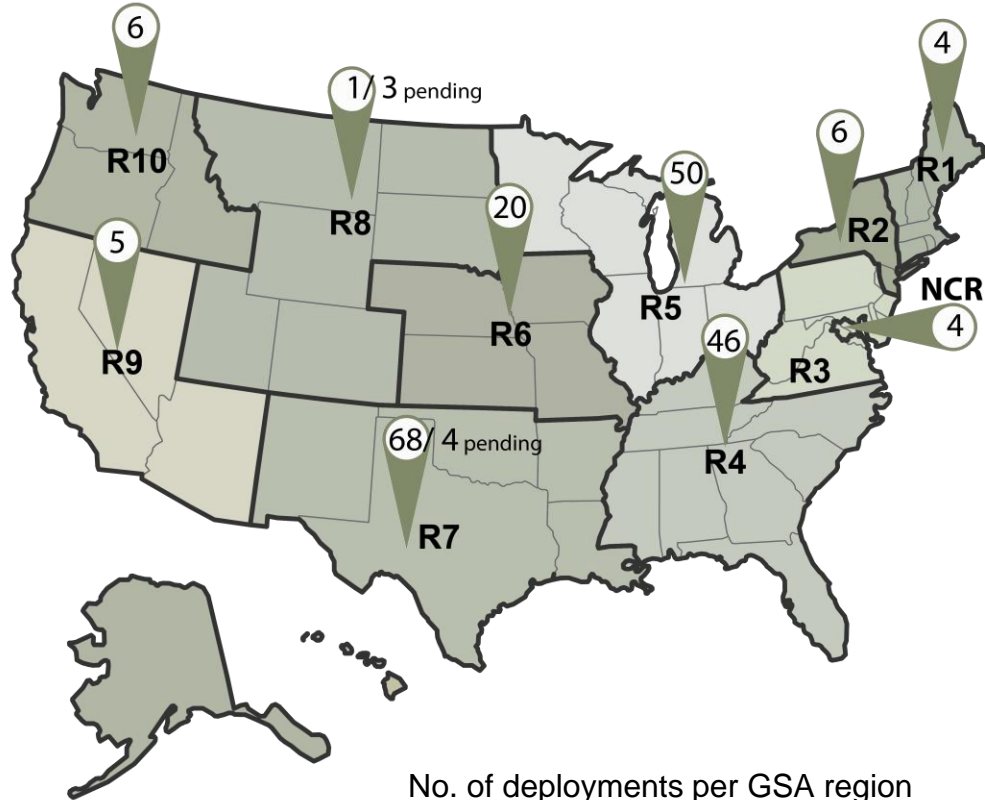 6
4
1/ 3 pending
6
R10
50
R1
R8
20
R2
5
NCR
R5
4
R6
46
R9
R3
68/ 4 pending
R4
R7
No. of deployments per GSA region